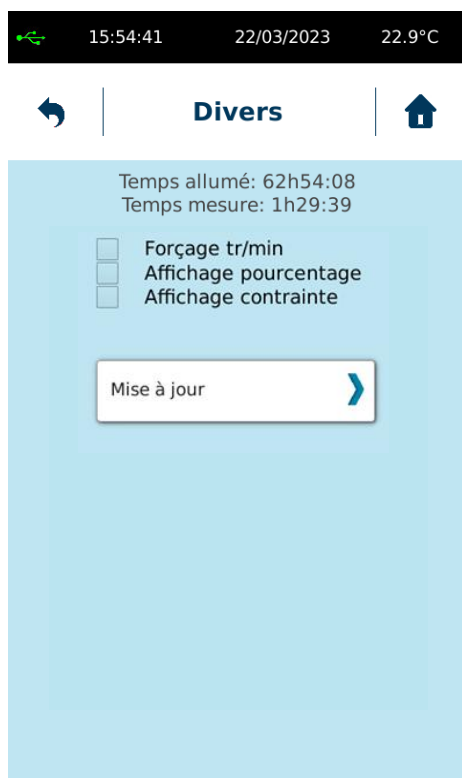 15:54:41 22/03/2023 22.9°C
Divers
Temps allumé: 62h54:08
Temps mesure: 1h29:39
Forçage tr/min
Affichage pourcentage
Affichage contrainte
Mise à jour